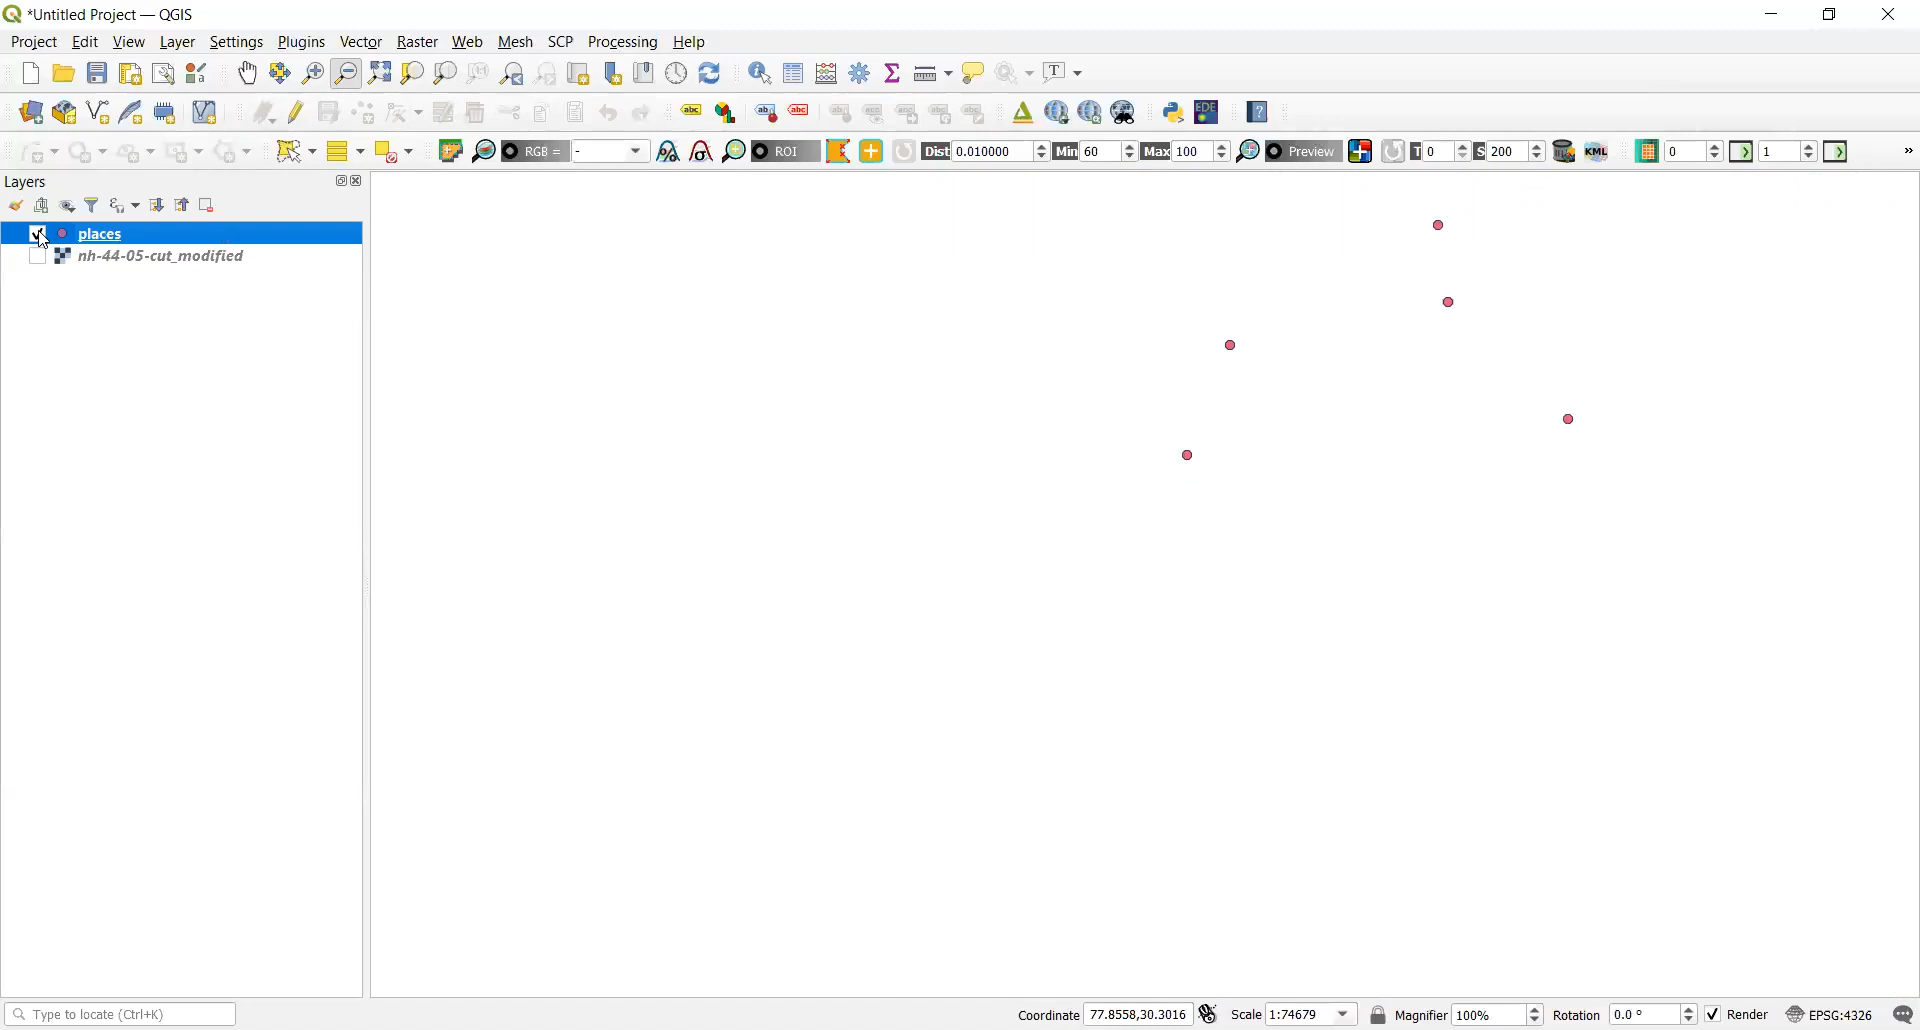 *Untitled Project — QGIS
Project Edit View Layer Settings Plugins Vector Raster Web Mesh SCP Processing Help
RGB = - ROI Dist 0.010000 Min 60 Max 100 Preview T 0 S 200 KML 0 1 »
Layers
places
nh-44-05-cut_modified
Type to locate (Ctrl+K) Coordinate 77.8558,30.3016 Scale 1:74679 Magnifier 100% Rotation 0.0 ° Render EPSG:4326